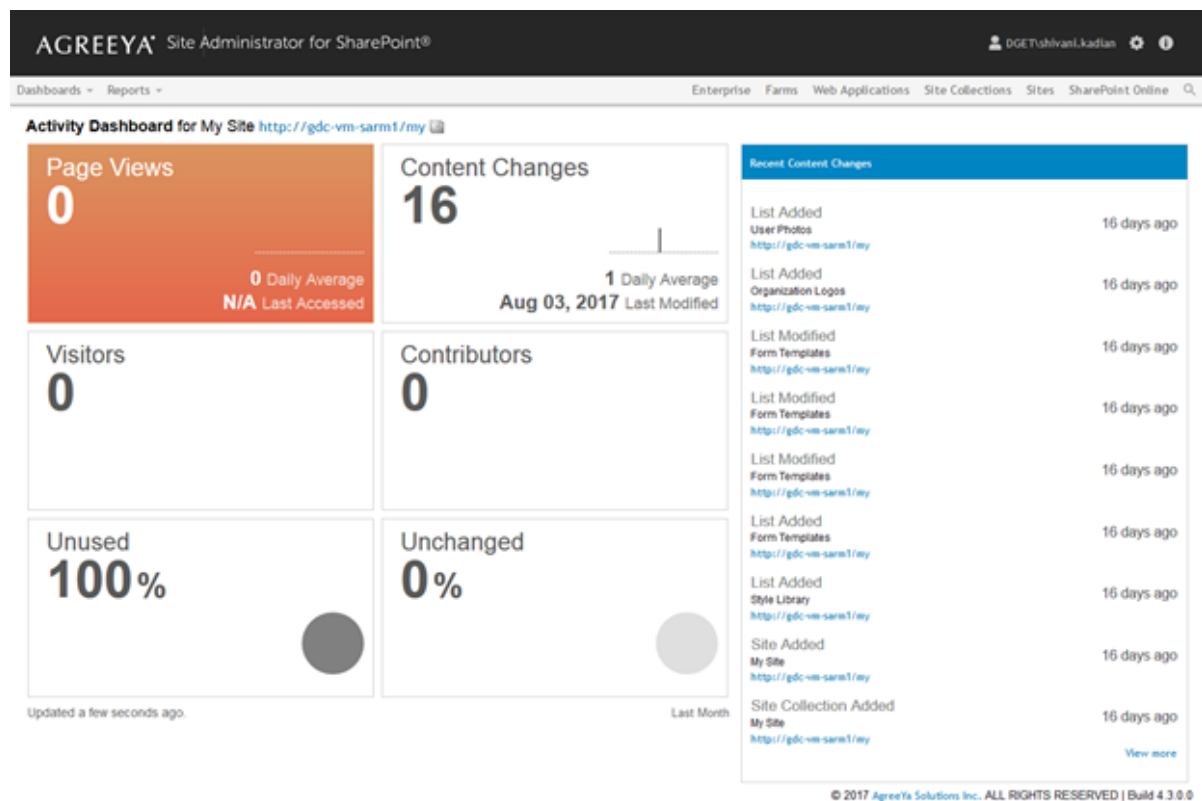 AGREEYA Site Administrator for SharePoint®
DGET\shivani.kadian
Dashboards Reports Enterprise Farms Web Applications Site Collections Sites SharePoint Online
Activity Dashboard for My Site http://gdc-vm-sarm1/my
Page Views
0
0 Daily Average
N/A Last Accessed
Content Changes
16
1 Daily Average
Aug 03, 2017 Last Modified
Visitors
0
Contributors
0
Unused
100%
Unchanged
0%
Updated a few seconds ago.
Last Month
Recent Content Changes
List Added
User Photos
http://gdc-vm-sarm1/my
16 days ago
List Added
Organization Logos
http://gdc-vm-sarm1/my
16 days ago
List Modified
Form Templates
http://gdc-vm-sarm1/my
16 days ago
List Modified
Form Templates
http://gdc-vm-sarm1/my
16 days ago
List Modified
Form Templates
http://gdc-vm-sarm1/my
16 days ago
List Added
Form Templates
http://gdc-vm-sarm1/my
16 days ago
List Added
Style Library
http://gdc-vm-sarm1/my
16 days ago
Site Added
My Site
http://gdc-vm-sarm1/my
16 days ago
Site Collection Added
My Site
http://gdc-vm-sarm1/my
16 days ago
View more
© 2017 AgreeYa Solutions Inc. ALL RIGHTS RESERVED | Build 4.3.0.0